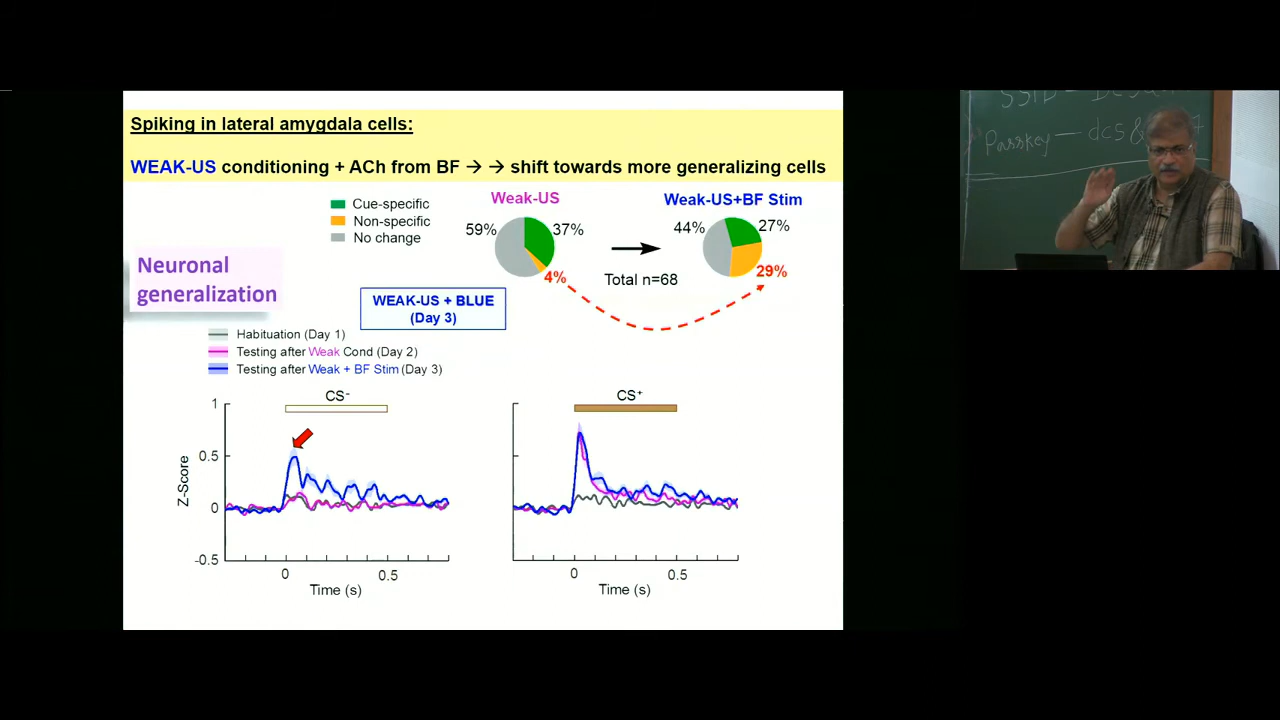 Spiking in lateral amygdala cells:
WEAK-US conditioning + ACh from BF → → shift towards more generalizing cells
Cue-specific
Non-specific
No change
Weak-US
59%
37%
4%
Total n=68
Weak-US+BF Stim
44%
27%
29%
Neuronal
generalization
WEAK-US + BLUE
(Day 3)
Habituation (Day 1)
Testing after Weak Cond (Day 2)
Testing after Weak + BF Stim (Day 3)
CS-
1
0.5
0
-0.5
Z-Score
0
0.5
Time (s)
CS+
0
0.5
Time (s)
Passkey —